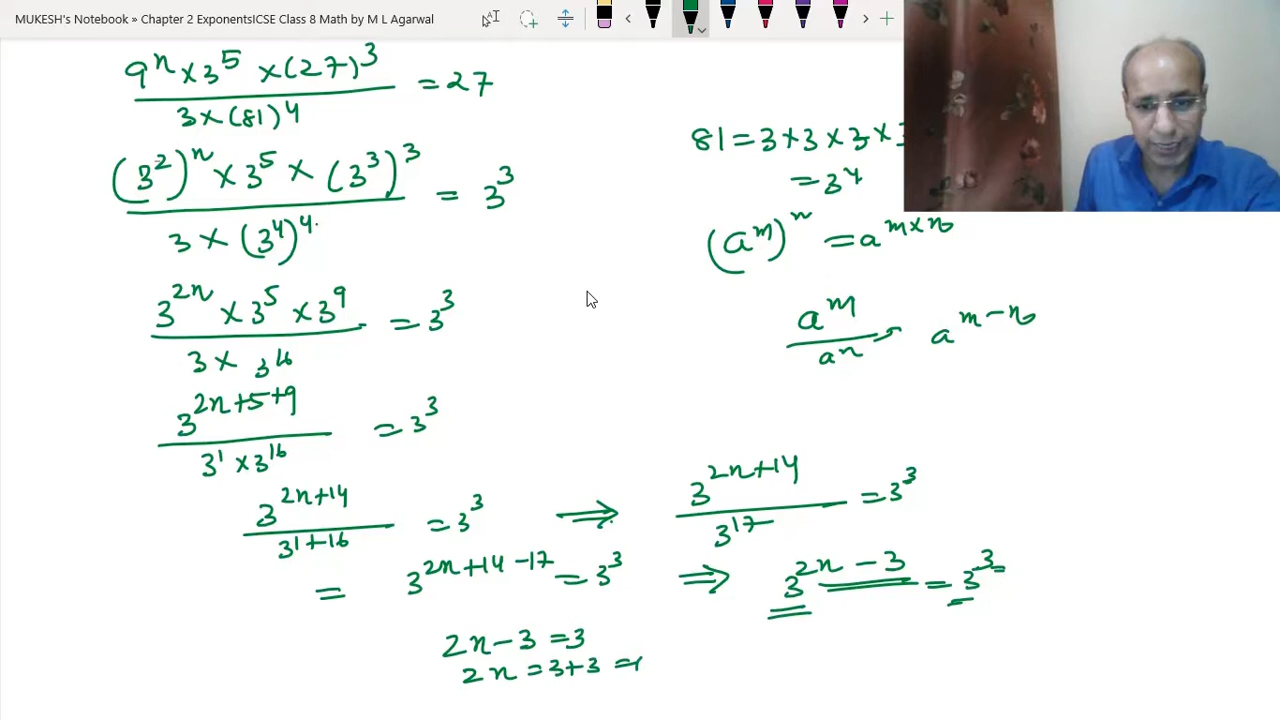 MUKESH's Notebook » Chapter 2 ExponentsICSE Class 8 Math by M L Agarwal
9^n × 3^5 × (27)^3 / 3 × (81)^4 = 27
81 = 3 × 3 × 3 ×
= 3^4
(3^2)^n × 3^5 × (3^3)^3 / 3 × (3^4)^4 = 3^3
(a^m)^n = a^m×n
3^2n × 3^5 × 3^9 / 3 × 3^16 = 3^3
a^m / a^n → a^m-n
3^2n+5+9 / 3^1 × 3^16 = 3^3
3^2n+14 / 3^1+16 = 3^3 ⇒ 3^2n+14 / 3^17 = 3^3
= 3^2n+14-17 = 3^3 ⇒ 3^2n-3 = 3^3
2n - 3 = 3
2n = 3+3 =